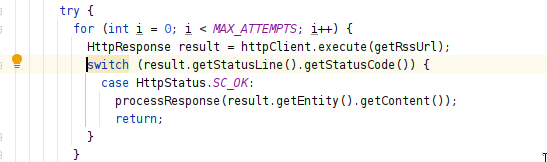 try {
for (int i = 0; i < MAX_ATTEMPTS; i++) {
HttpResponse result = httpClient.execute(getRssUrl);
switch (result.getStatusLine().getStatusCode()) {
case HttpStatus.SC_OK:
processResponse(result.getEntity().getContent());
return;
}
}